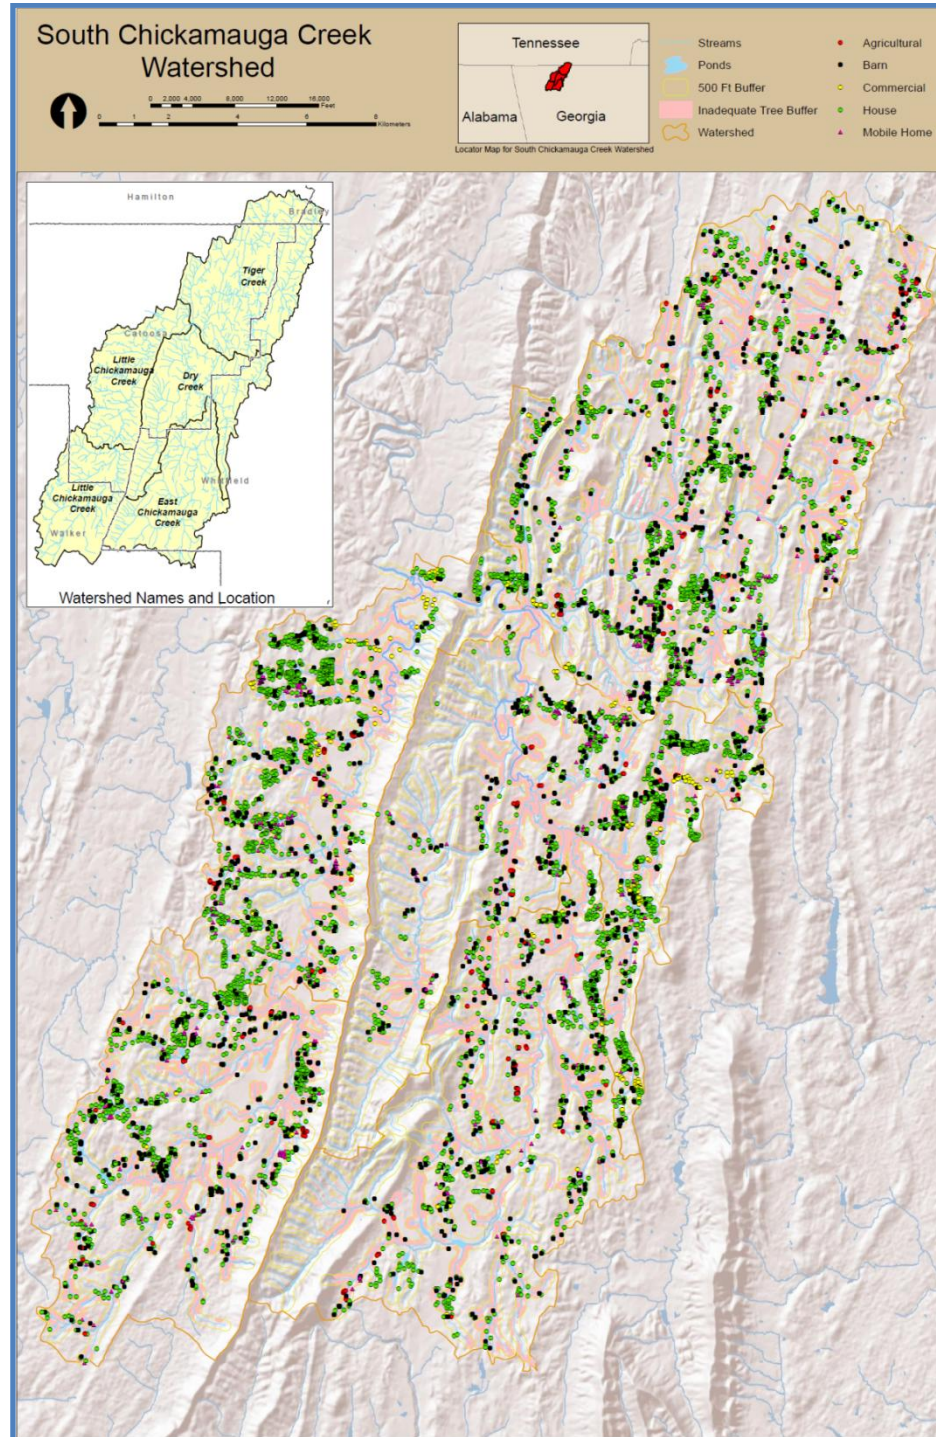 South Chickamauga Creek
Watershed
0 2,000 4,000 8,000 12,000 16,000
Feet
0 1 2 4 6 8
Kilometers
Tennessee
Alabama
Georgia
Locator Map for South Chickamauga Creek Watershed
Streams
Ponds
500 Ft Buffer
Inadequate Tree Buffer
Watershed
Agricultural
Barn
Commercial
House
Mobile Home
Hamilton
Bradley
Tiger
Creek
Catoosa
Little
Chickamauga
Creek
Dry
Creek
Little
Chickamauga
Creek
East
Chickamauga
Creek
Whitfield
Walker
Watershed Names and Location